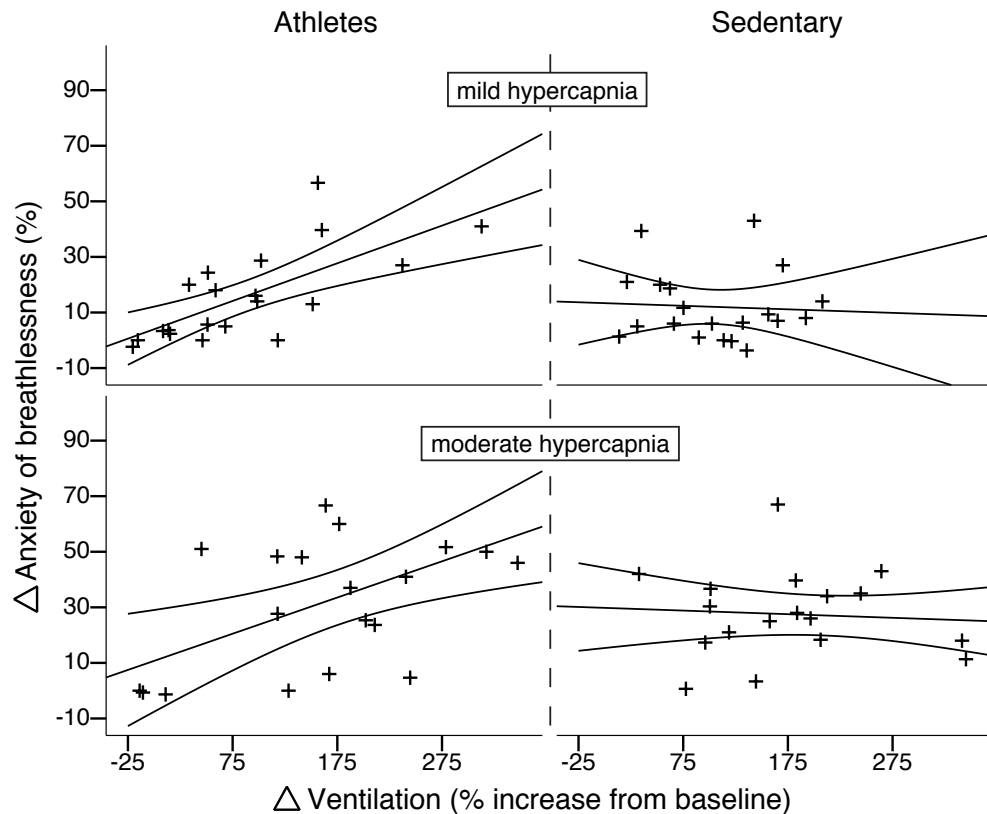 Athletes
Sedentary
mild hypercapnia
90
70
50
30
10
-10
moderate hypercapnia
90
70
50
30
10
-10
△ Anxiety of breathlessness (%)
-25 75 175 275
-25 75 175 275
△ Ventilation (% increase from baseline)